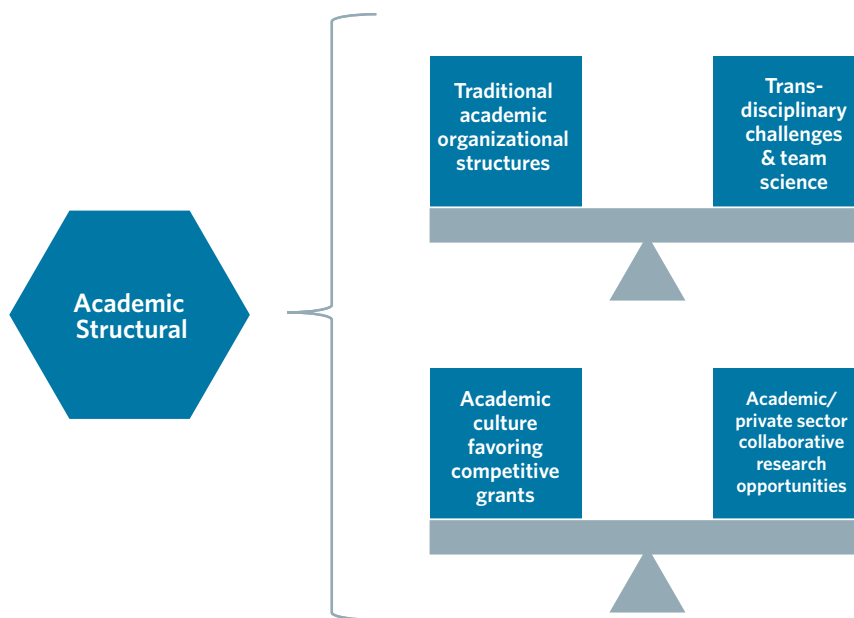 Academic
Structural
Traditional
academic
organizational
structures
Trans-
disciplinary
challenges
& team
science
Academic
culture
favoring
competitive
grants
Academic/
private sector
collaborative
research
opportunities